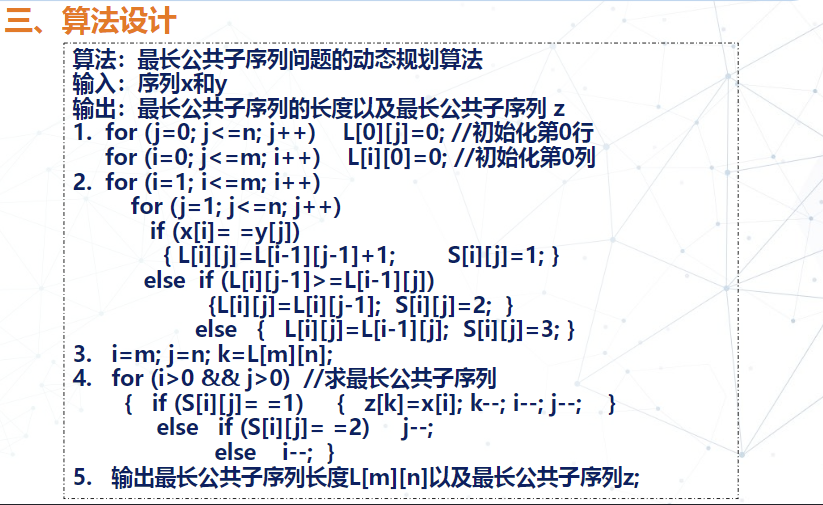 三、算法设计
算法：最长公共子序列问题的动态规划算法
输入：序列x和y
输出：最长公共子序列的长度以及最长公共子序列 z
1. for (j=0; j<=n; j++) L[0][j]=0; //初始化第0行
for (i=0; j<=m; i++) L[i][0]=0; //初始化第0列
2. for (i=1; i<=m; i++)
for (j=1; j<=n; j++)
if (x[i]= =y[j])
{ L[i][j]=L[i-1][j-1]+1; S[i][j]=1; }
else if (L[i][j-1]>=L[i-1][j])
{L[i][j]=L[i][j-1]; S[i][j]=2; }
else { L[i][j]=L[i-1][j]; S[i][j]=3; }
3. i=m; j=n; k=L[m][n];
4. for (i>0 && j>0) //求最长公共子序列
{ if (S[i][j]= =1) { z[k]=x[i]; k--; i--; j--; }
else if (S[i][j]= =2) j--;
else i--; }
5. 输出最长公共子序列长度L[m][n]以及最长公共子序列z;